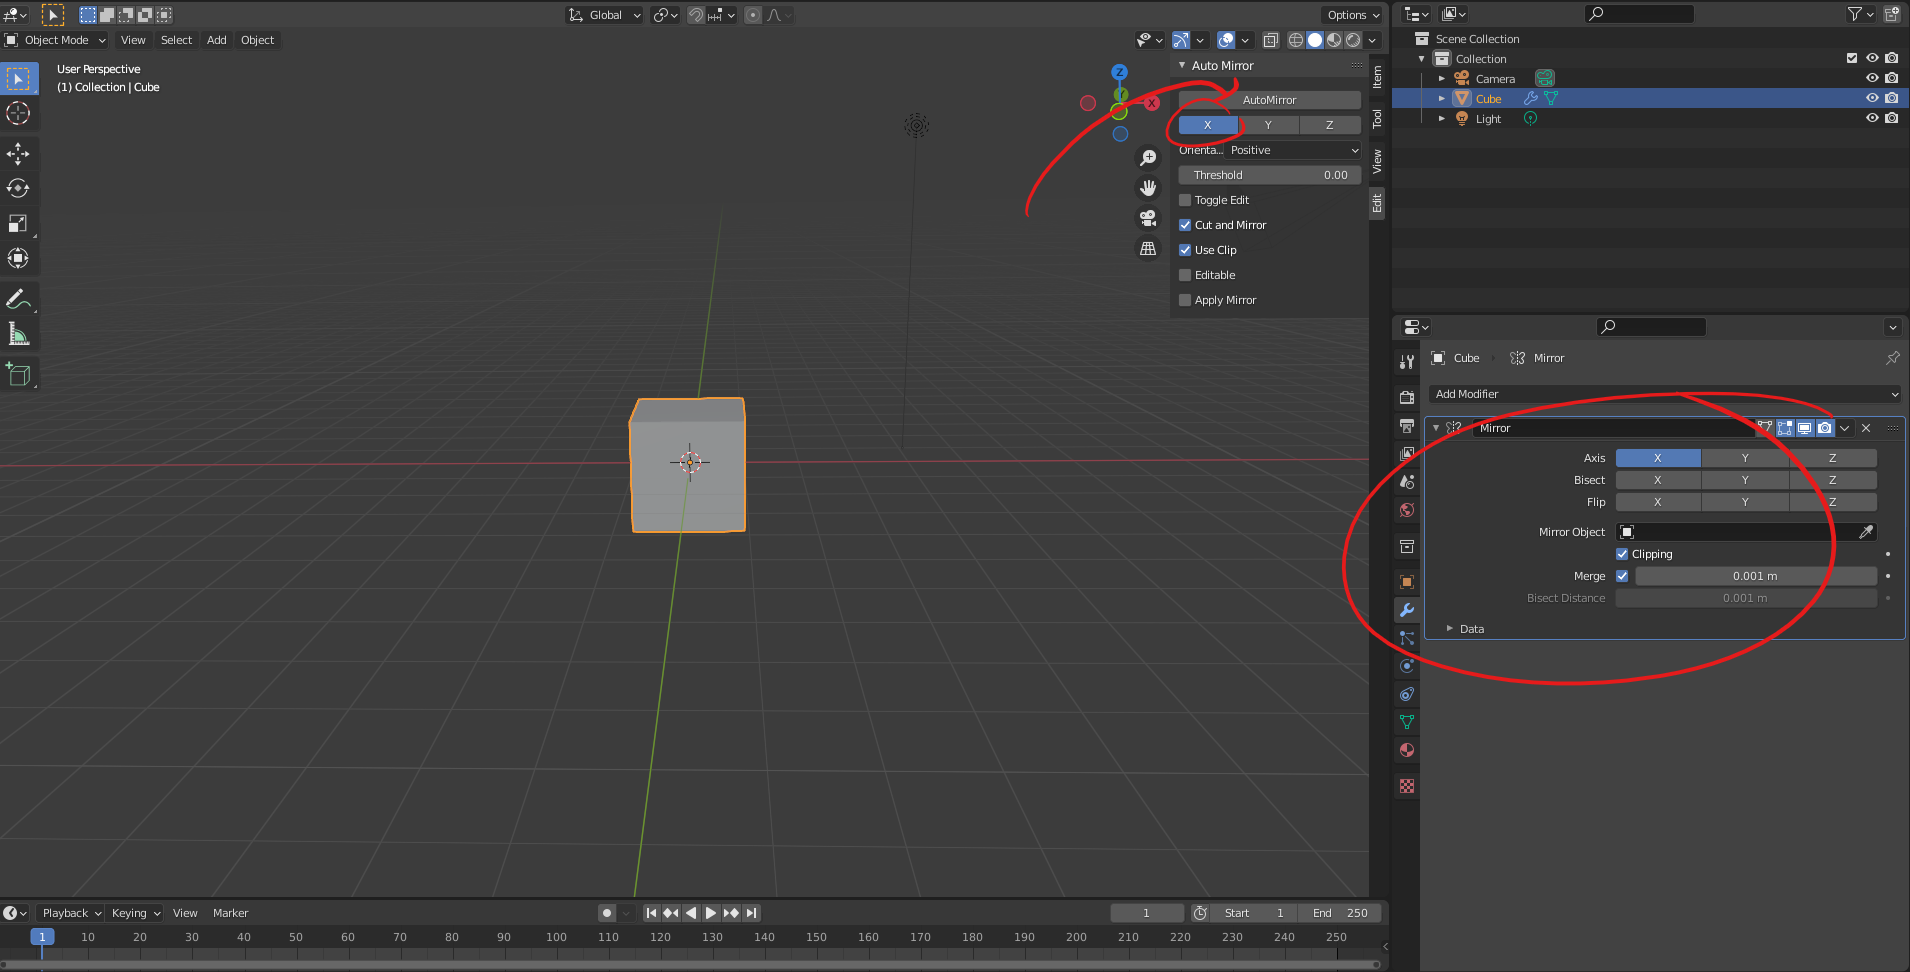 Global
Options
Object Mode View Select Add Object
User Perspective
(1) Collection | Cube
Z
Y
X
Auto Mirror
AutoMirror
X Y Z
Orienta... Positive
Threshold 0.00
Toggle Edit
Cut and Mirror
Use Clip
Editable
Apply Mirror
Item
Tool
View
Edit
Scene Collection
Collection
Camera
Cube
Light
Cube Mirror
Add Modifier
Mirror
Axis X Y Z
Bisect X Y Z
Flip X Y Z
Mirror Object
Clipping
Merge 0.001 m
Bisect Distance 0.001 m
Data
Playback Keying View Marker
1 Start 1 End 250
1 10 20 30 40 50 60 70 80 90 100 110 120 130 140 150 160 170 180 190 200 210 220 230 240 250